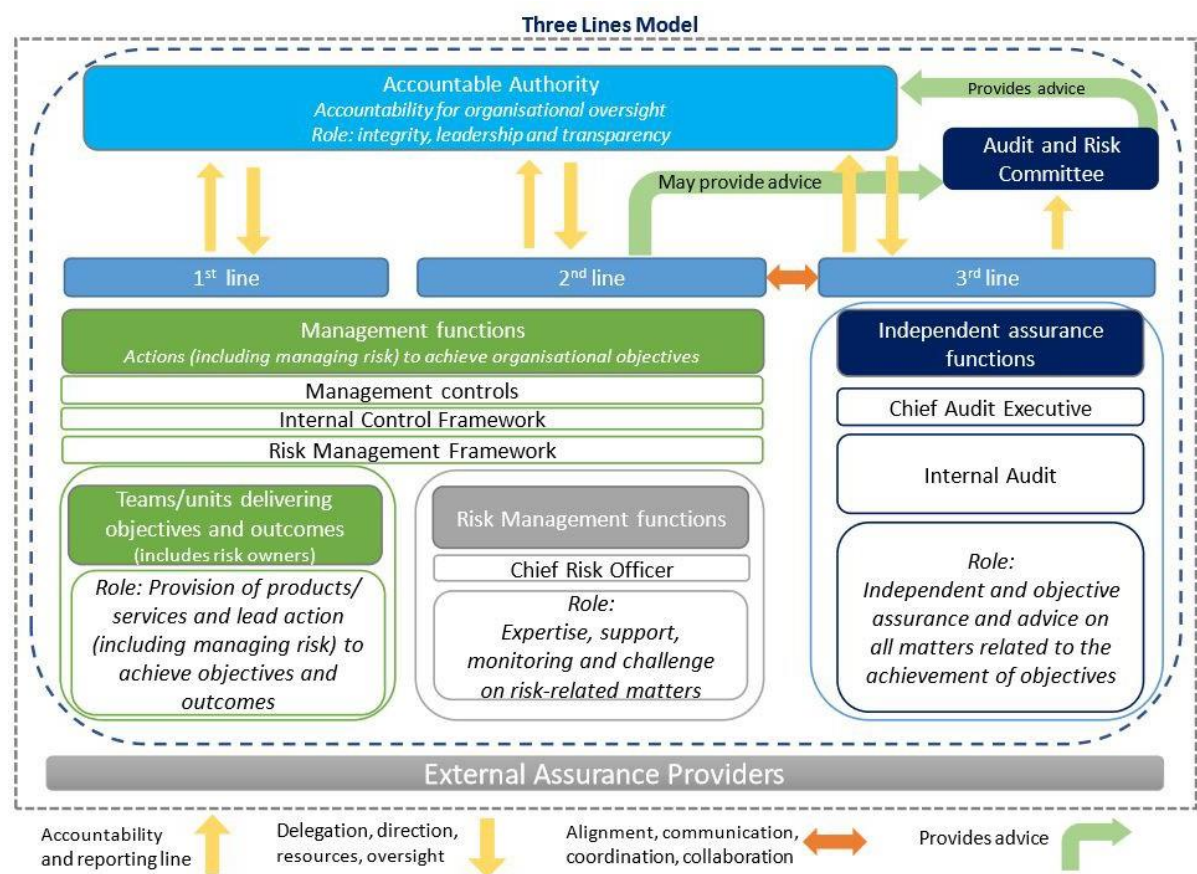 Three Lines Model
Accountable Authority
Accountability for organisational oversight
Role: integrity, leadership and transparency
Provides advice
Audit and Risk
Committee
May provide advice
1st line
2nd line
3rd line
Management functions
Actions (including managing risk) to achieve organisational objectives
Management controls
Internal Control Framework
Risk Management Framework
Teams/units delivering
objectives and outcomes
(includes risk owners)
Role: Provision of products/
services and lead action
(including managing risk) to
achieve objectives and
outcomes
Risk Management functions
Chief Risk Officer
Role:
Expertise, support,
monitoring and challenge
on risk-related matters
Independent assurance
functions
Chief Audit Executive
Internal Audit
Role:
Independent and objective
assurance and advice on
all matters related to the
achievement of objectives
External Assurance Providers
Accountability
and reporting line
Delegation, direction,
resources, oversight
Alignment, communication,
coordination, collaboration
Provides advice